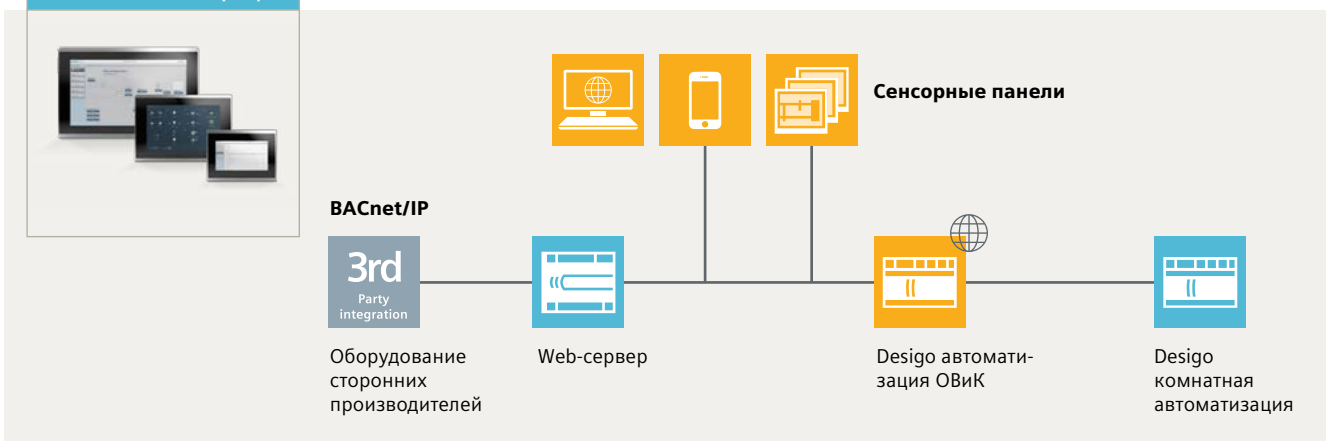 Сенсорные панели
BACnet/IP
3rd
Party
integration
Оборудование
сторонних
производителей
Web-сервер
Desigo автомати-
зация ОВиК
Desigo
комнатная
автоматизация